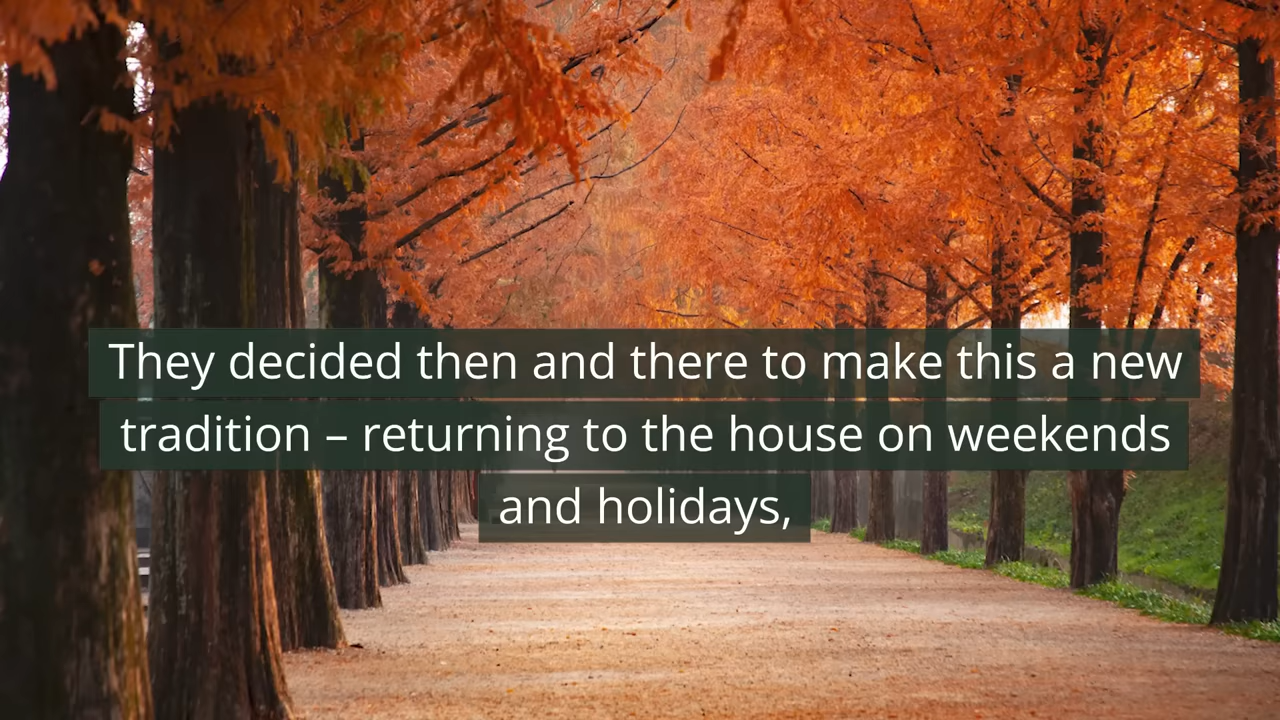 They decided then and there to make this a new
tradition – returning to the house on weekends
and holidays,